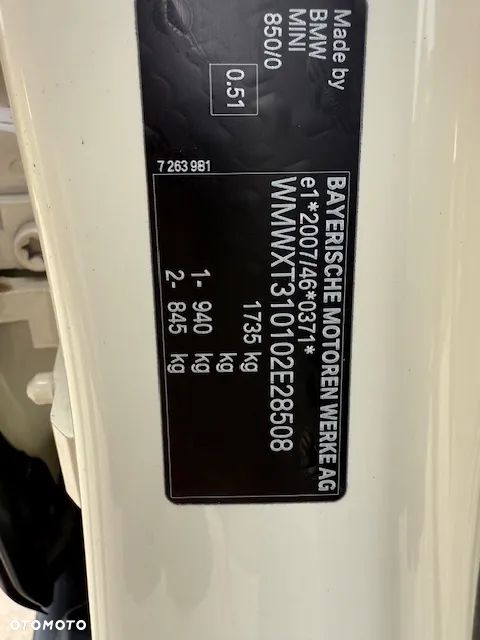 Made by
BMW
MINI
850/0
0.51
7 263 981
BAYERISCHE MOTOREN WERKE AG
e1*2007/46*0371*
WMWXT310102E28508
1735 kg
kg
1- 940 kg
2- 845 kg
OTOMOTO